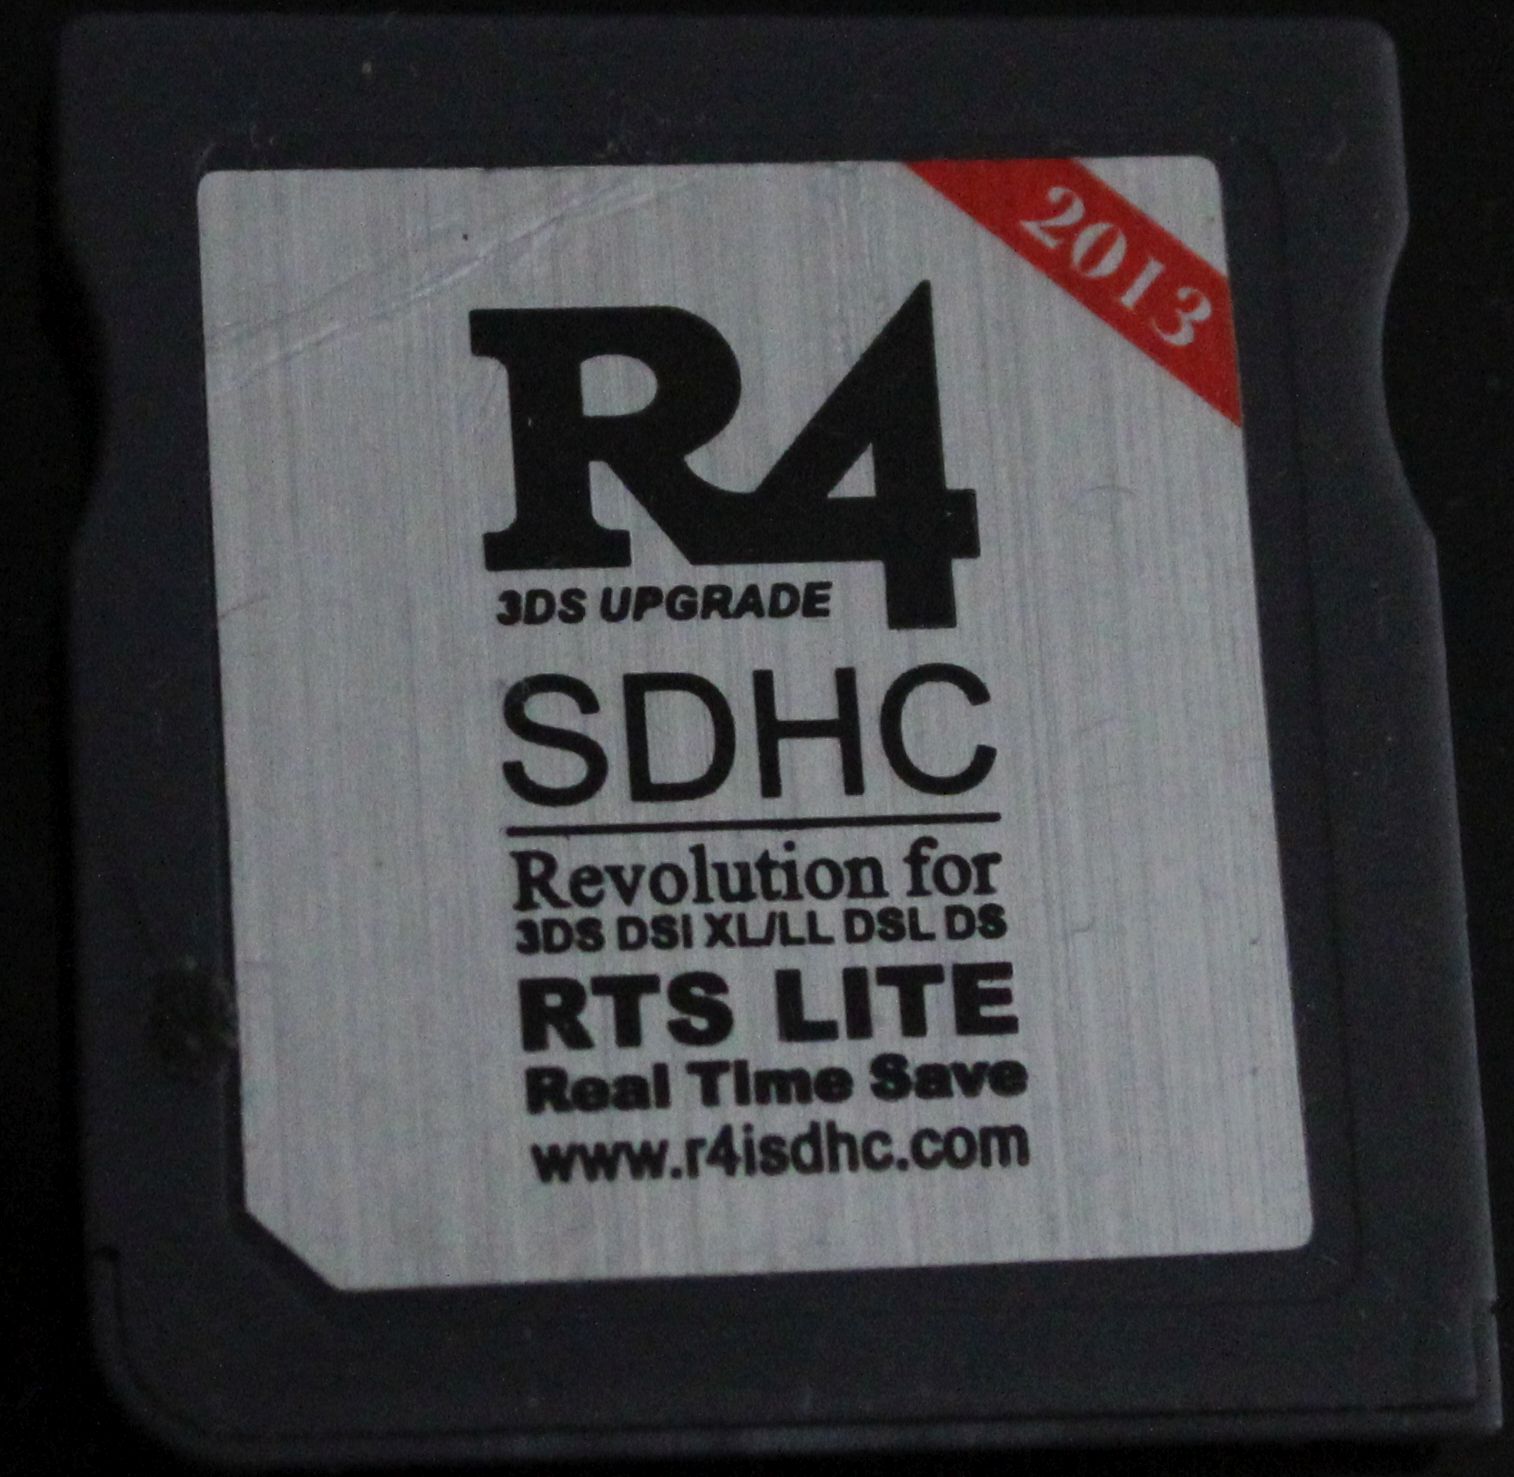 2013
R4
3DS UPGRADE
SDHC
Revolution for
3DS DSI XL/LL DSL DS
RTS LITE
Real TIme Save
www.r4isdhc.com